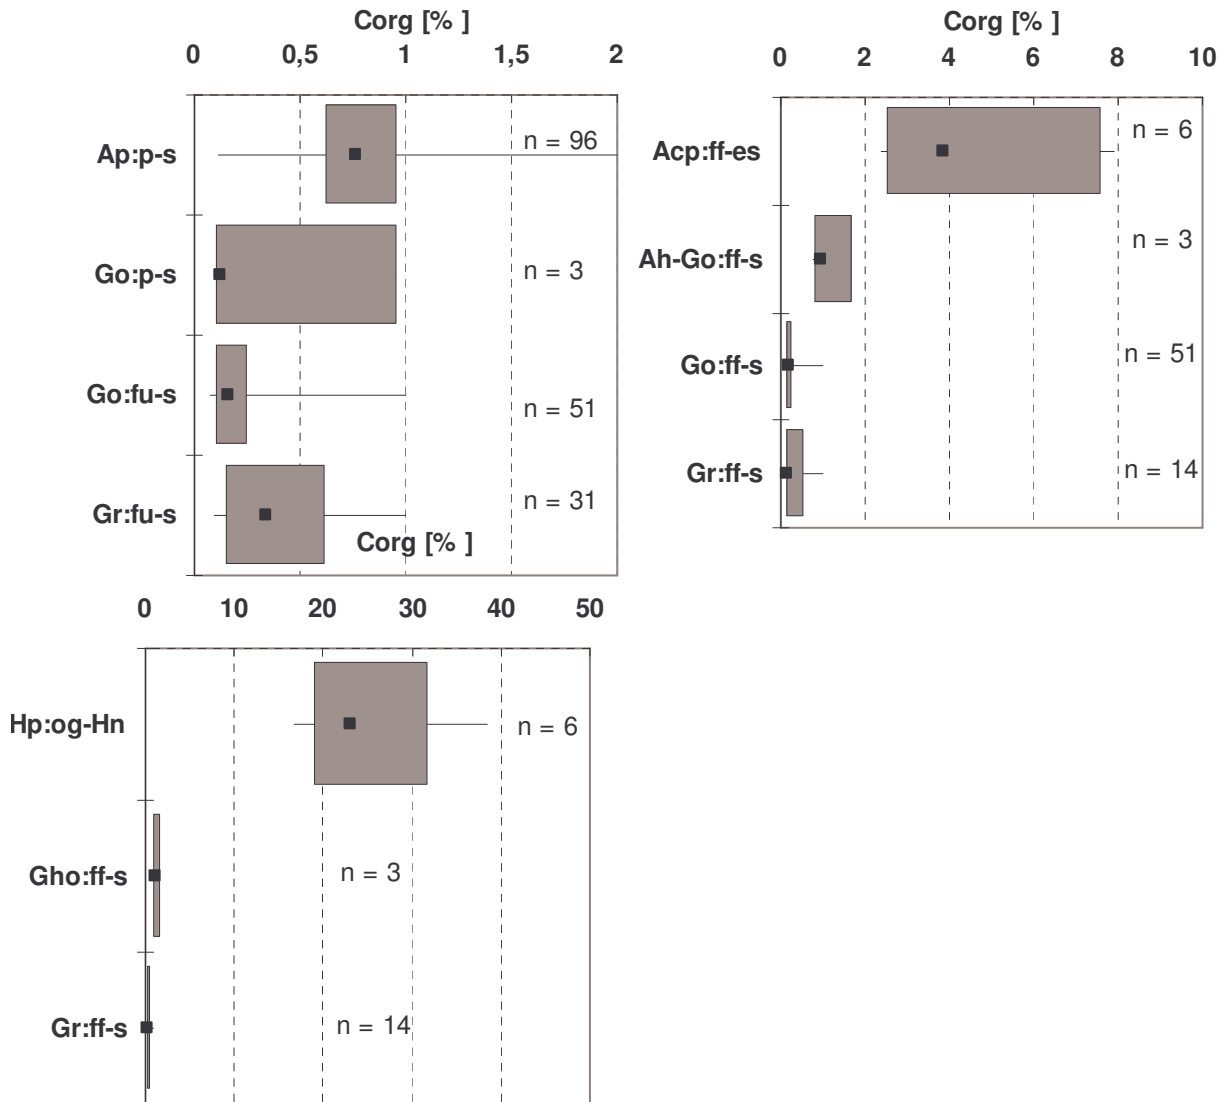 Corg [% ]
0 0,5 1 1,5 2
Ap:p-s n = 96
Go:p-s n = 3
Go:fu-s n = 51
Gr:fu-s n = 31
Corg [% ]
0 2 4 6 8 10
Acp:ff-es n = 6
Ah-Go:ff-s n = 3
Go:ff-s n = 51
Gr:ff-s n = 14
Corg [% ]
0 10 20 30 40 50
Hp:og-Hn n = 6
Gho:ff-s n = 3
Gr:ff-s n = 14